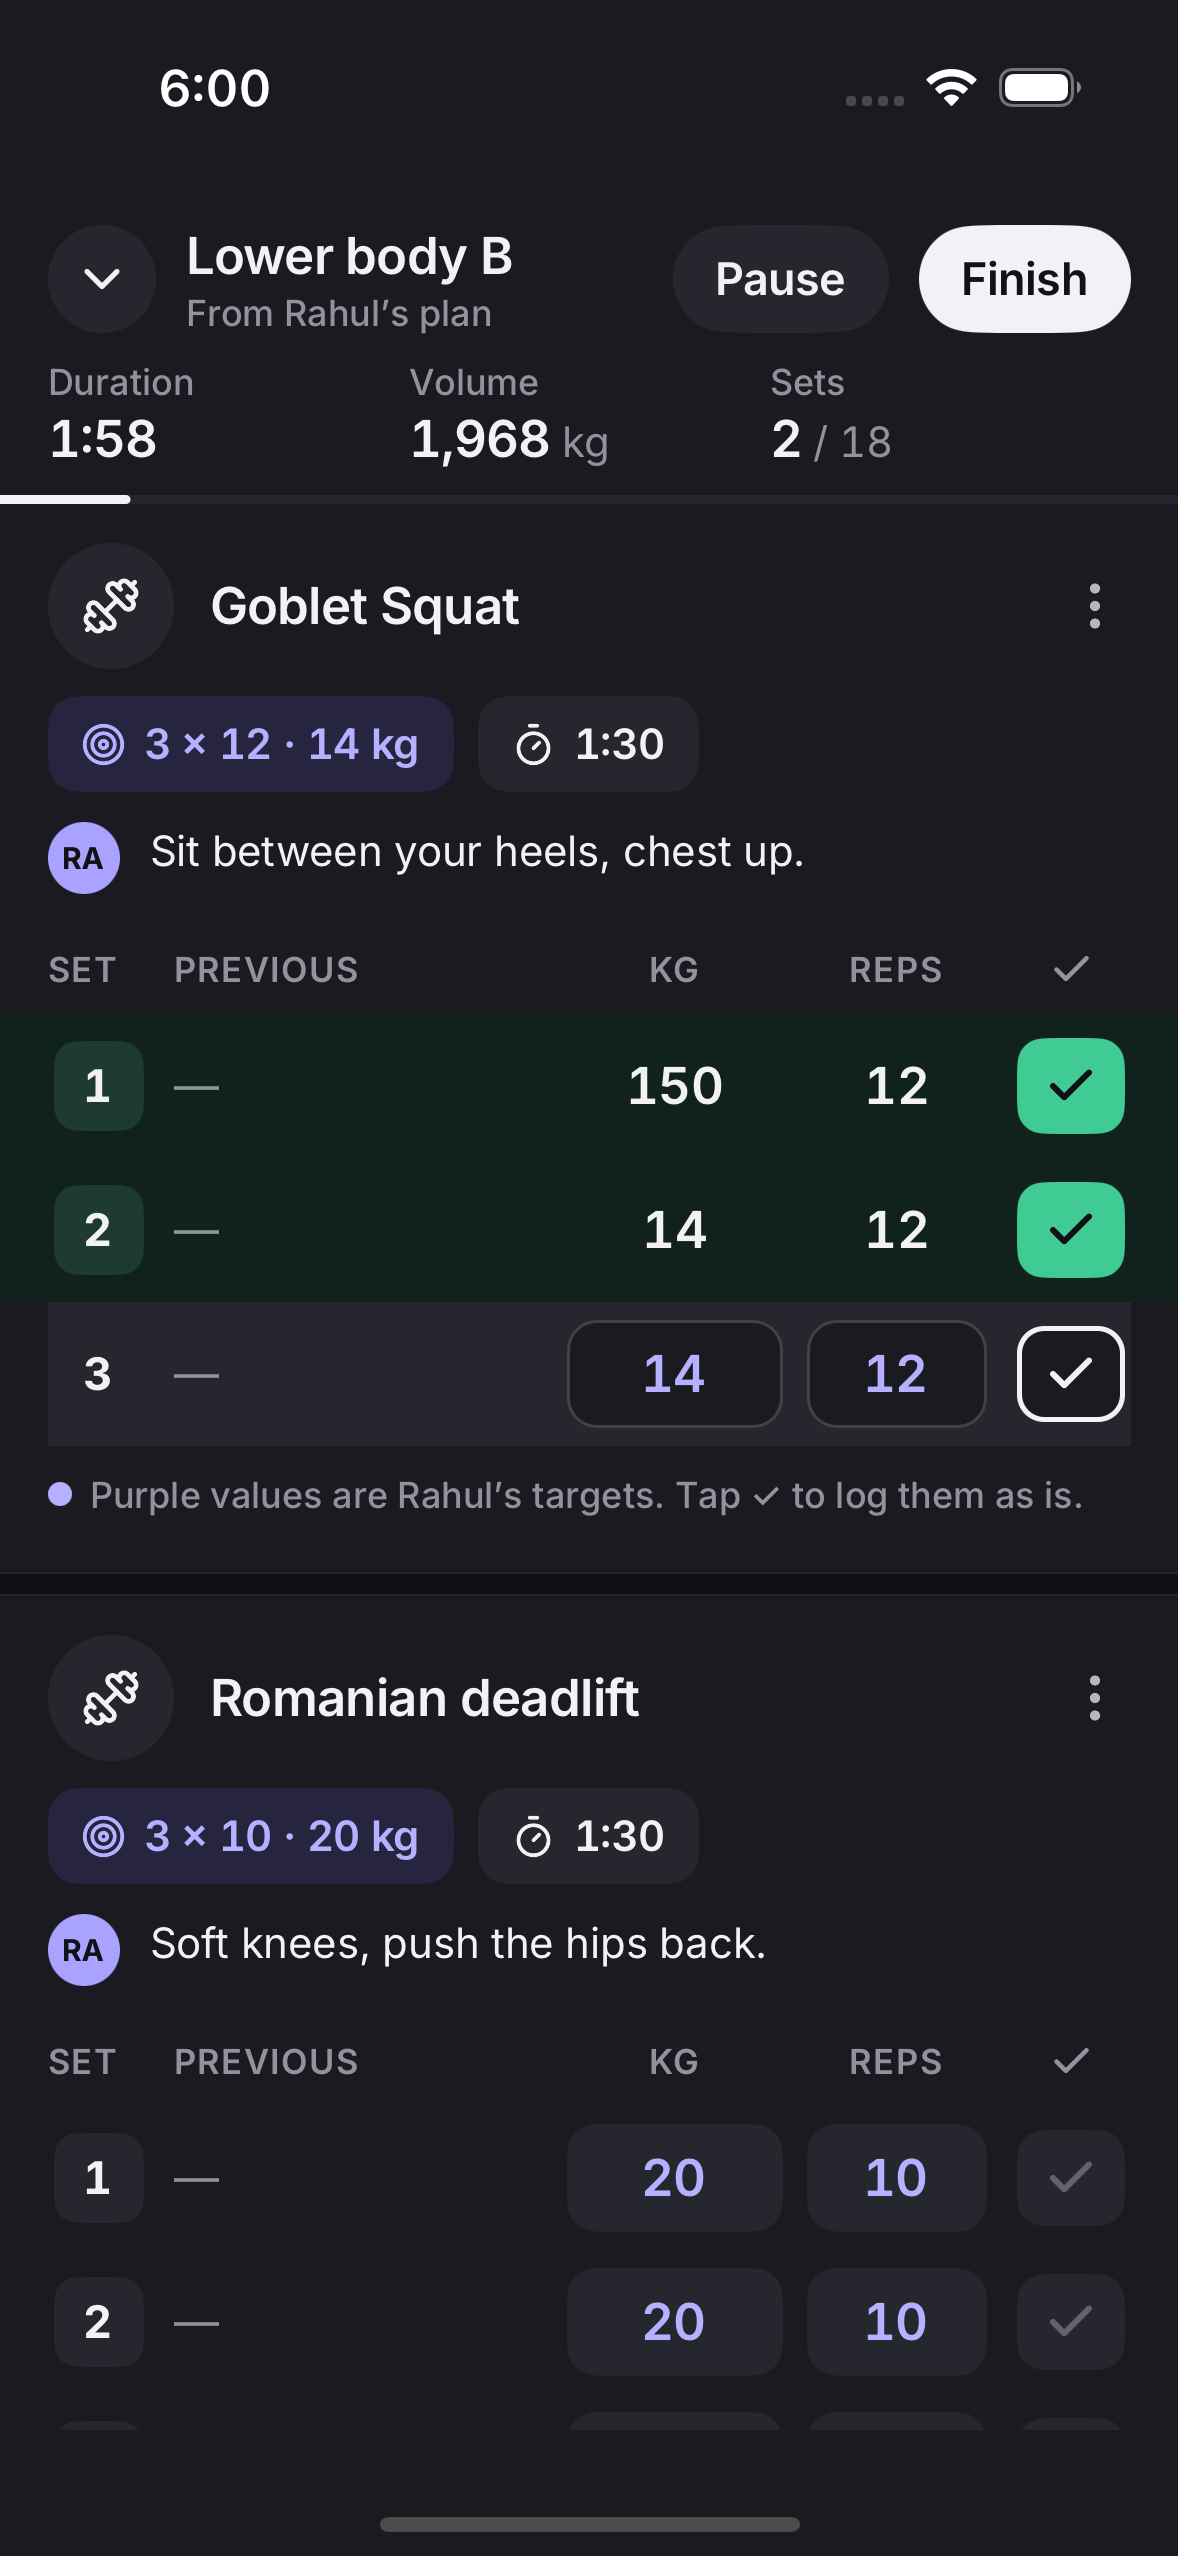 6:00
Lower body B
From Rahul’s plan
Pause
Finish
Duration
Volume
Sets
1:58
1,968 kg
2 / 18
Goblet Squat
3 × 12 · 14 kg
1:30
RA
Sit between your heels, chest up.
SET PREVIOUS KG REPS ✓
1 — 150 12 ✓
2 — 14 12 ✓
3 — 14 12 ✓
Purple values are Rahul’s targets. Tap ✓ to log them as is.
Romanian deadlift
3 × 10 · 20 kg
1:30
RA
Soft knees, push the hips back.
SET PREVIOUS KG REPS ✓
1 — 20 10 ✓
2 — 20 10 ✓